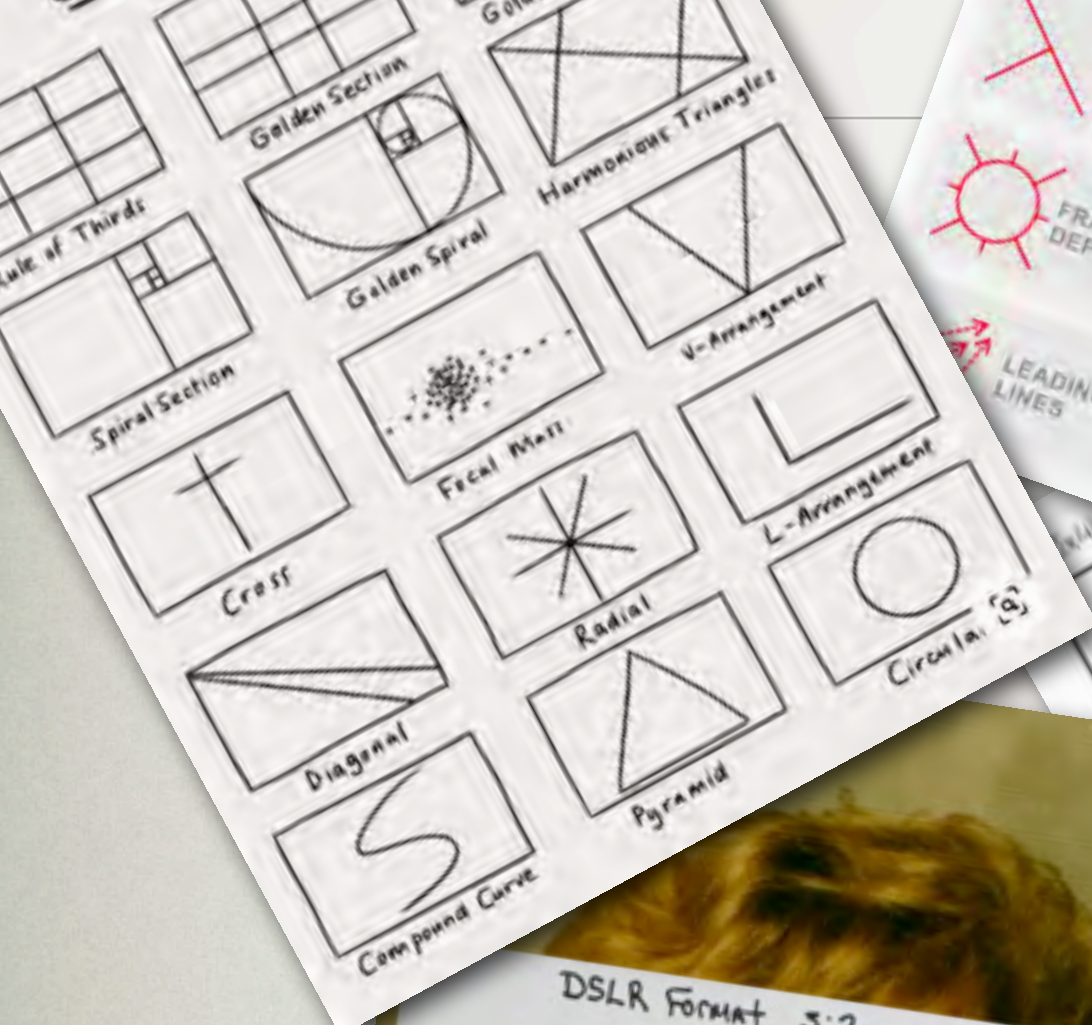 Golden Section
Harmonious Triangles
Rule of Thirds
Golden Spiral
V-Arrangement
Spiral Section
Focal Mass
L-Arrangement
Cross
Radial
Diagonal
Pyramid
Compound Curve
LEADING
LINES
DSLR FORMAT